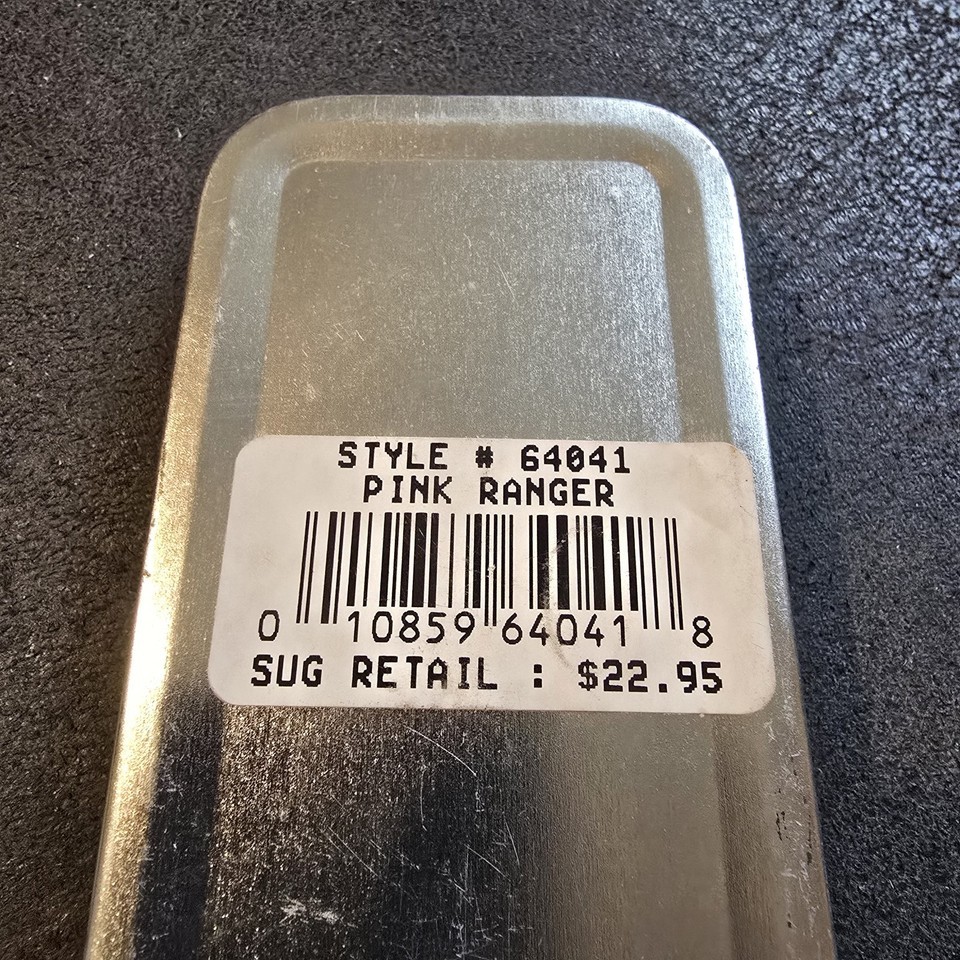 STYLE # 64041
PINK RANGER
0 10859 64041 8
SUG RETAIL : $22.95